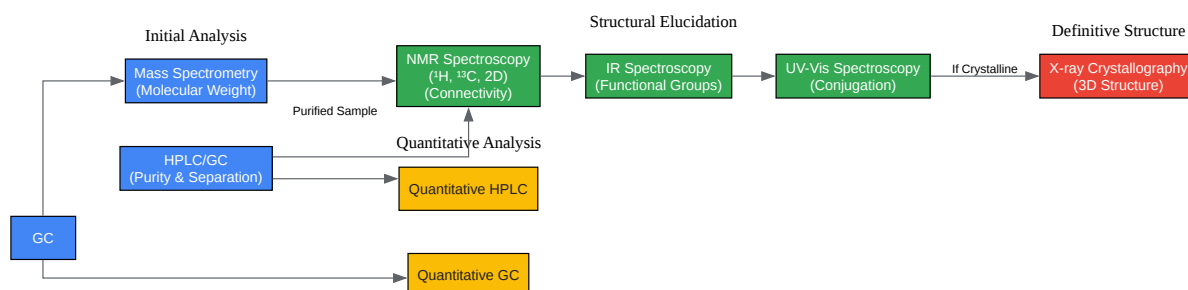 Initial Analysis
Structural Elucidation
Definitive Structure
Mass Spectrometry
(Molecular Weight)
NMR Spectroscopy
(¹H, ¹³C, 2D)
(Connectivity)
IR Spectroscopy
(Functional Groups)
UV-Vis Spectroscopy
(Conjugation)
If Crystalline
X-ray Crystallography
(3D Structure)
Purified Sample
Quantitative Analysis
HPLC/GC
(Purity & Separation)
Quantitative HPLC
GC
Quantitative GC